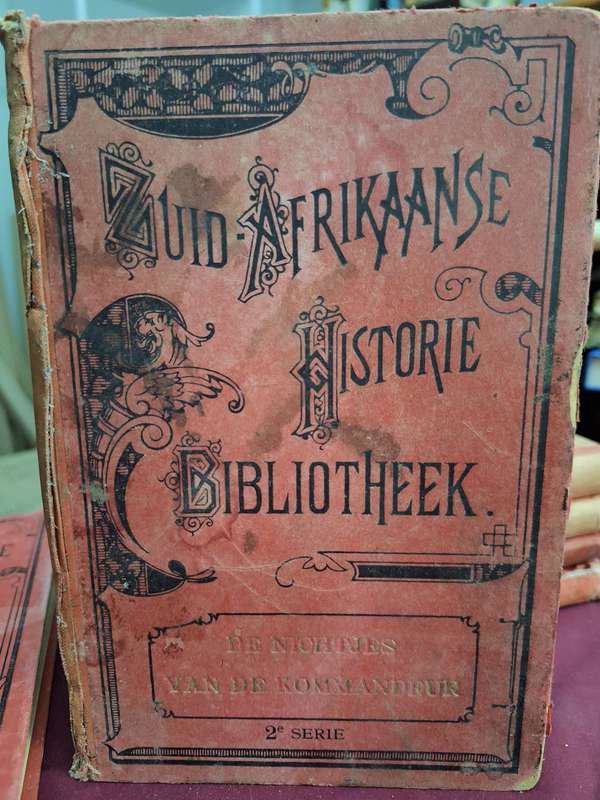 ZUID-AFRIKAANSE
HISTORIE
BIBLIOTHEEK.
DE NICHTJES
VAN DE KOMMANDEUR
2e SERIE